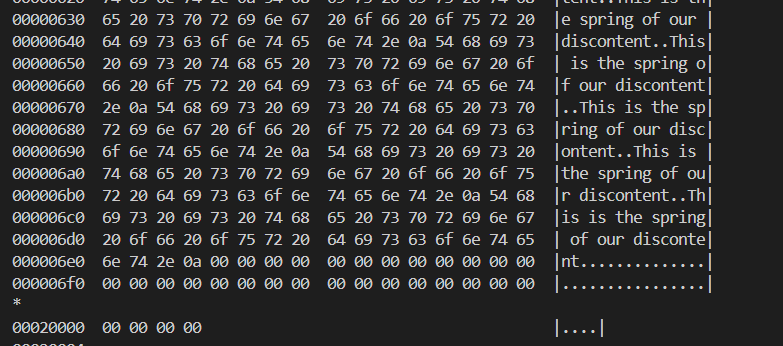 00000630  65 20 73 70 72 69 6e 67  20 6f 66 20 6f 75 72 20  |e spring of our |
00000640  64 69 73 63 6f 6e 74 65  6e 74 2e 0a 54 68 69 73  |discontent..This|
00000650  20 69 73 20 74 68 65 20  73 70 72 69 6e 67 20 6f  | is the spring o|
00000660  66 20 6f 75 72 20 64 69  73 63 6f 6e 74 65 6e 74  |f our discontent|
00000670  2e 0a 54 68 69 73 20 69  73 20 74 68 65 20 73 70  |..This is the sp|
00000680  72 69 6e 67 20 6f 66 20  6f 75 72 20 64 69 73 63  |ring of our disc|
00000690  6f 6e 74 65 6e 74 2e 0a  54 68 69 73 20 69 73 20  |ontent..This is |
000006a0  74 68 65 20 73 70 72 69  6e 67 20 6f 66 20 6f 75  |the spring of ou|
000006b0  72 20 64 69 73 63 6f 6e  74 65 6e 74 2e 0a 54 68  |r discontent..Th|
000006c0  69 73 20 69 73 20 74 68  65 20 73 70 72 69 6e 67  |is is the spring|
000006d0  20 6f 66 20 6f 75 72 20  64 69 73 63 6f 6e 74 65  | of our disconte|
000006e0  6e 74 2e 0a 00 00 00 00  00 00 00 00 00 00 00 00  |nt..............|
000006f0  00 00 00 00 00 00 00 00  00 00 00 00 00 00 00 00  |................|
*
00020000  00 00 00 00                                       |....|